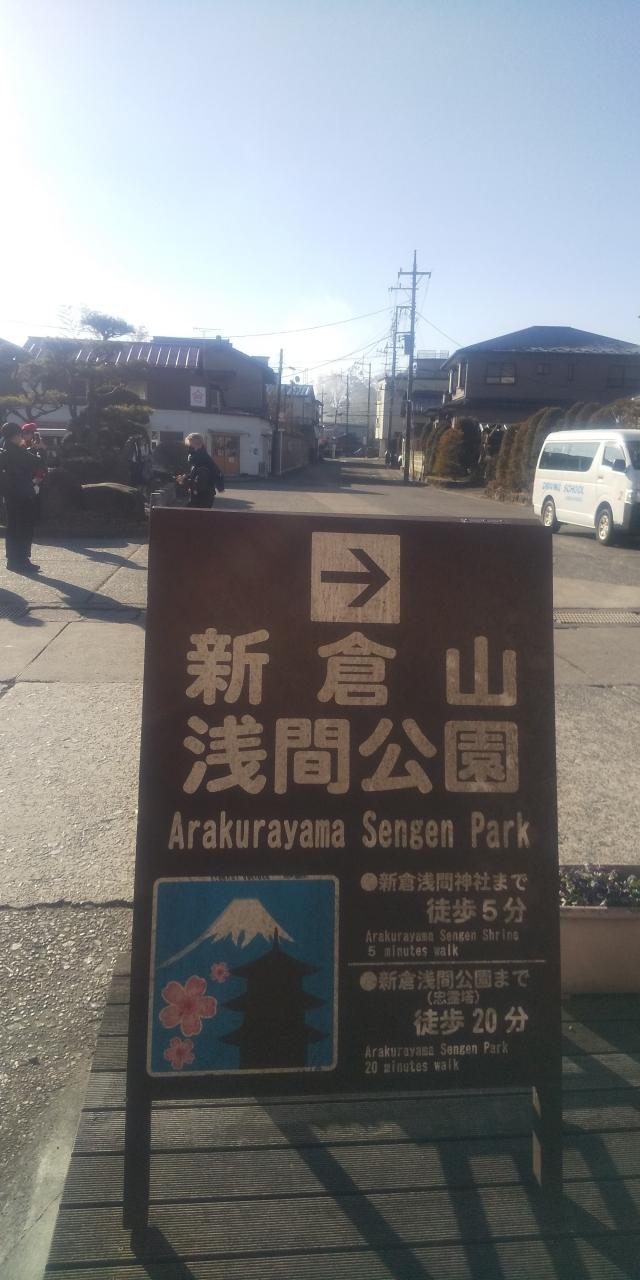 新倉山
浅間公園
Arakurayama Sengen Park
●新倉浅間神社まで
徒歩5分
Arakurayama Sengen Shrine
5 minutes walk
●新倉浅間公園まで
(忠霊塔)
徒歩20分
Arakurayama Sengen Park
20 minutes walk
DRIVING SCHOOL